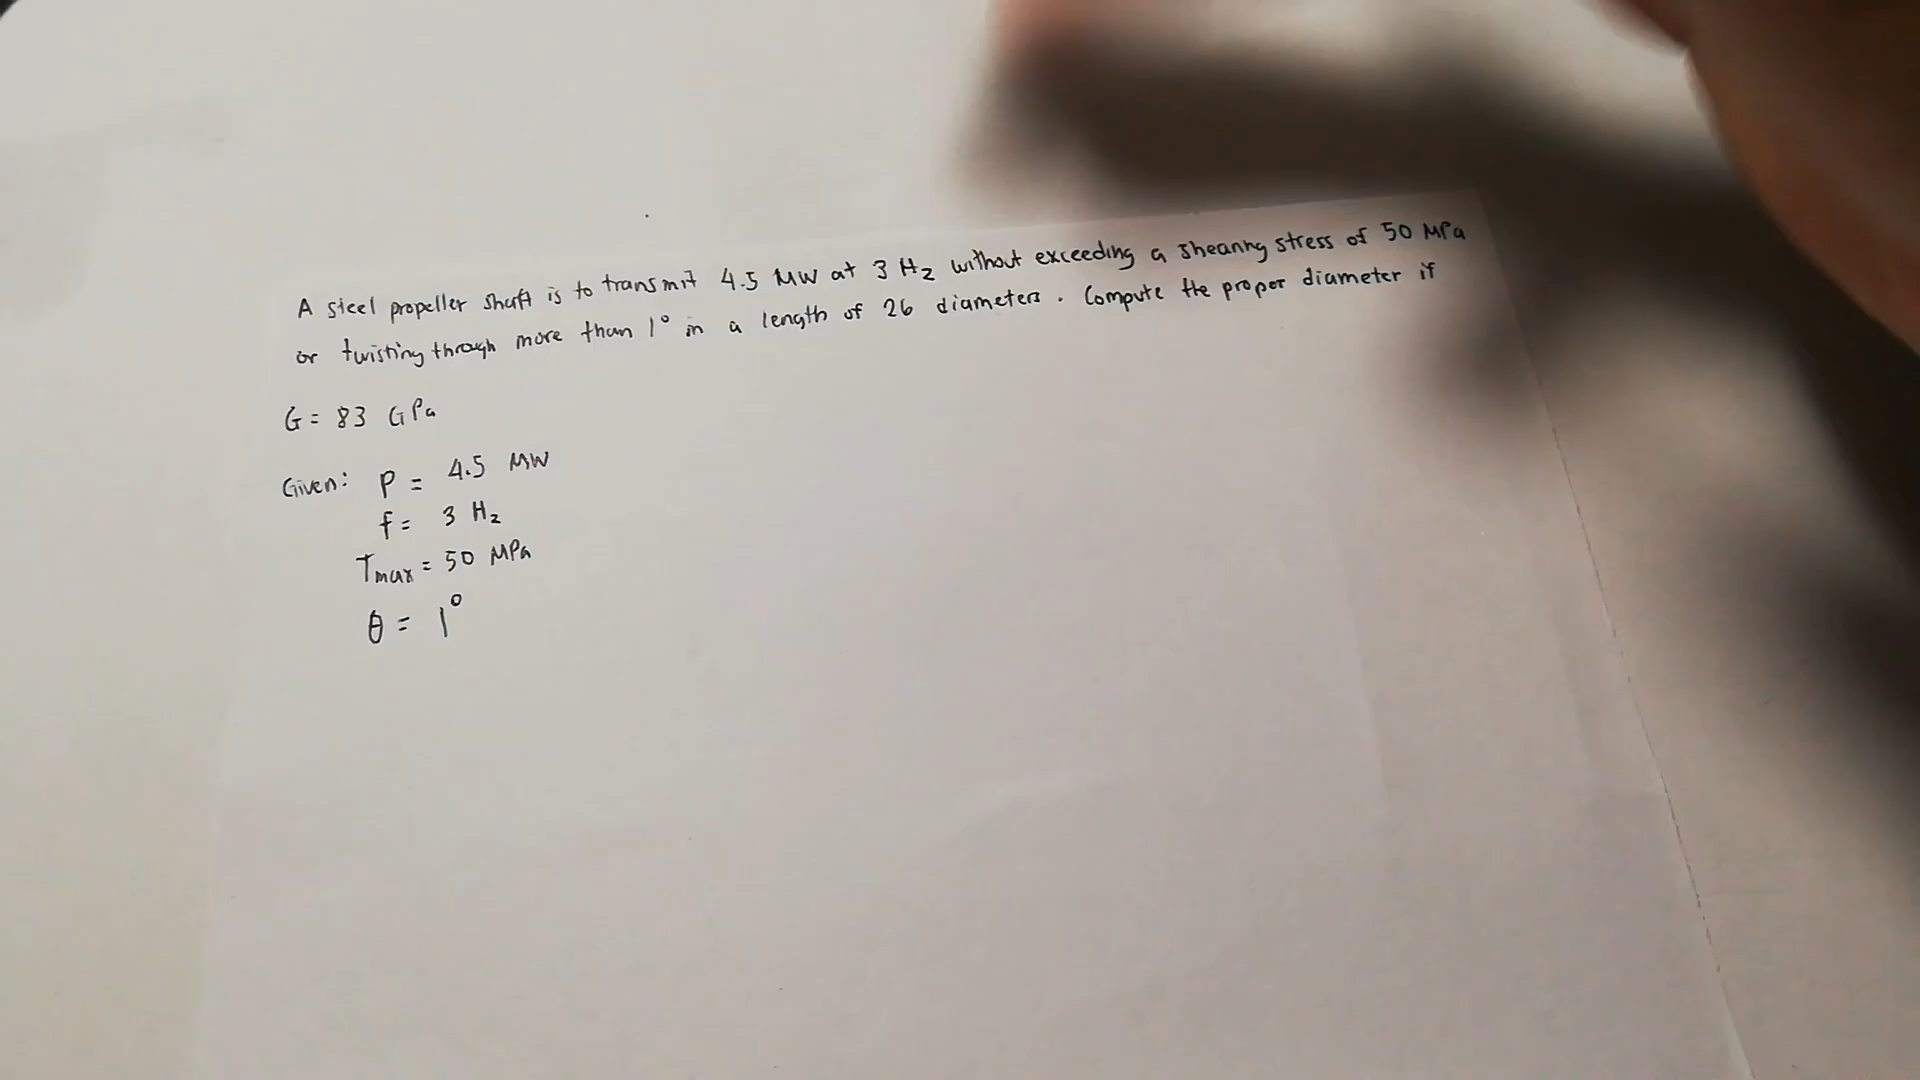 A steel propeller shaft is to transmit 4.5 MW at 3 Hz without exceeding a shearing stress of 50 MPa
or twisting through more than 1° in a length of 26 diameters. Compute the proper diameter if
G = 83 GPa
Given: P = 4.5 MW
f = 3 Hz
Tmax = 50 MPa
θ = 1°